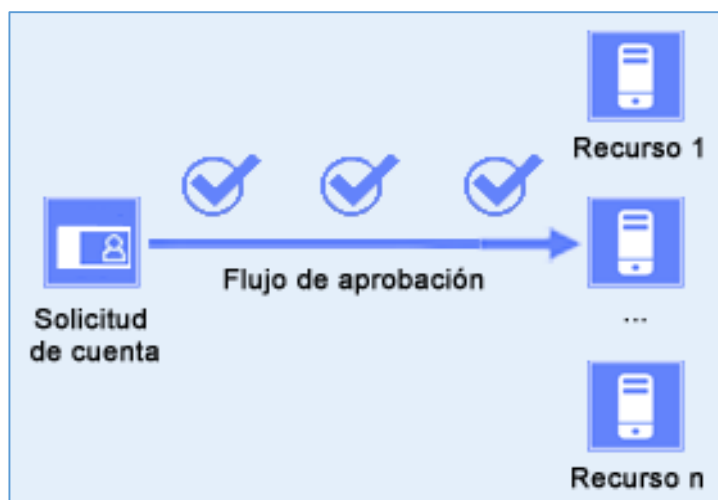 Recurso 1
Flujo de aprobación
Solicitud
de cuenta
...
Recurso n